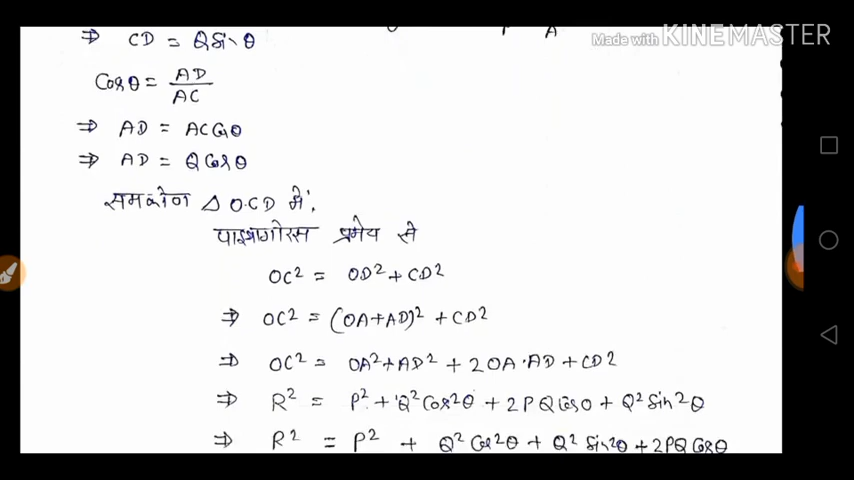 Made with KINEMASTER
⇒ CD = Q Sin θ
Cos θ = AD/AC
⇒ AD = AC Cos θ
⇒ AD = Q Cos θ
समकोण Δ OCD में,
पाइथागोरस प्रमेय से
OC² = OD² + CD²
⇒ OC² = (OA+AD)² + CD²
⇒ OC² = OA² + AD² + 2OA·AD + CD²
⇒ R² = P² + Q² Cos²θ + 2PQ Cos θ + Q² Sin²θ
⇒ R² = P² + Q² Cos²θ + Q² Sin²θ + 2PQ Cos θ